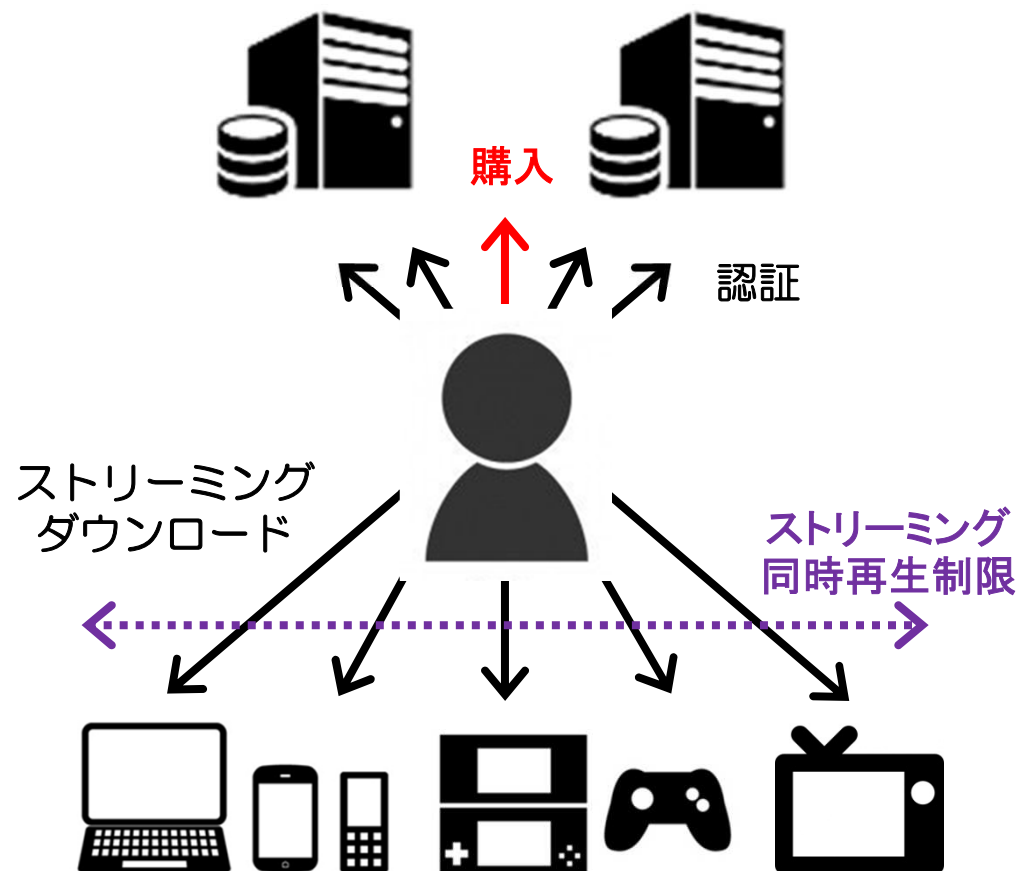 購入
認証
ストリーミング
ダウンロード
ストリーミング
同時再生制限